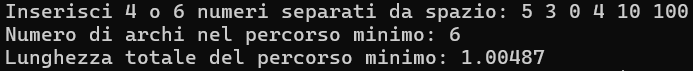 Inserisci 4 o 6 numeri separati da spazio: 5 3 0 4 10 100
Numero di archi nel percorso minimo: 6
Lunghezza totale del percorso minimo: 1.00487